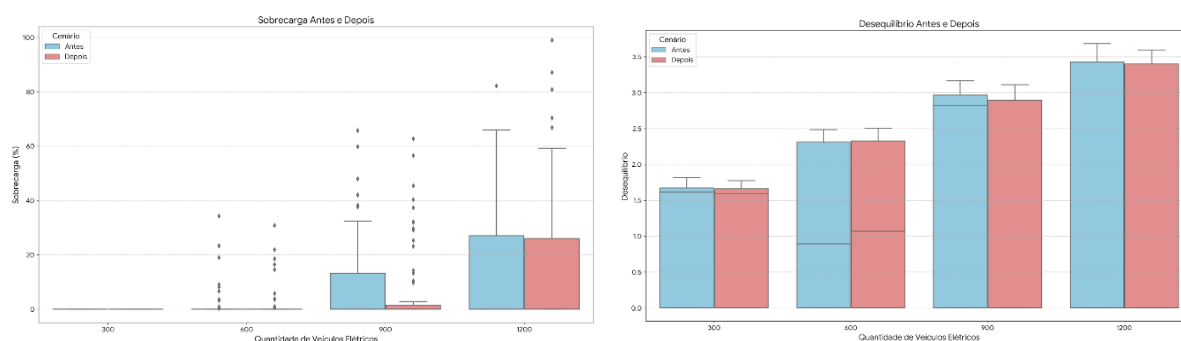 Sobrecarga Antes e Depois
Cenário
Antes
Depois
100
80
60
40
20
0
Sobrecarga (%)
300
600
900
1200
Quantidade de Veículos Elétricos
Desequilíbrio Antes e Depois
Cenário
Antes
Depois
3.5
3.0
2.5
2.0
1.5
1.0
0.5
0.0
Desequilíbrio
300
600
900
1200
Quantidade de Veículos Elétricos